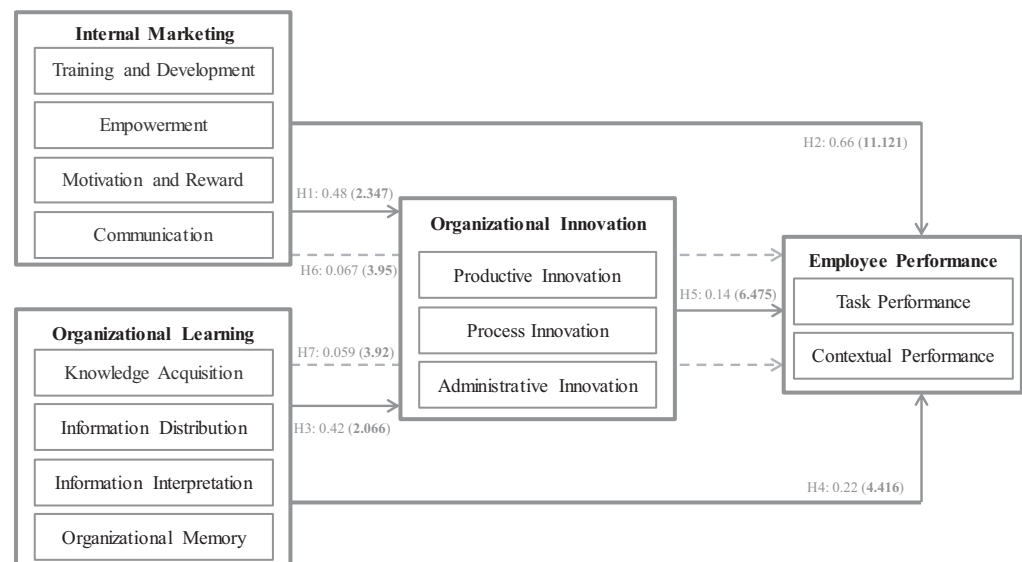 Internal Marketing
Training and Development
Empowerment
Motivation and Reward
Communication
H2: 0.66 (11.121)
H1: 0.48 (2.347)
H6: 0.067 (3.95)
Organizational Innovation
Productive Innovation
Process Innovation
Administrative Innovation
H5: 0.14 (6.475)
Employee Performance
Task Performance
Contextual Performance
Organizational Learning
Knowledge Acquisition
Information Distribution
Information Interpretation
Organizational Memory
H7: 0.059 (3.92)
H3: 0.42 (2.066)
H4: 0.22 (4.416)